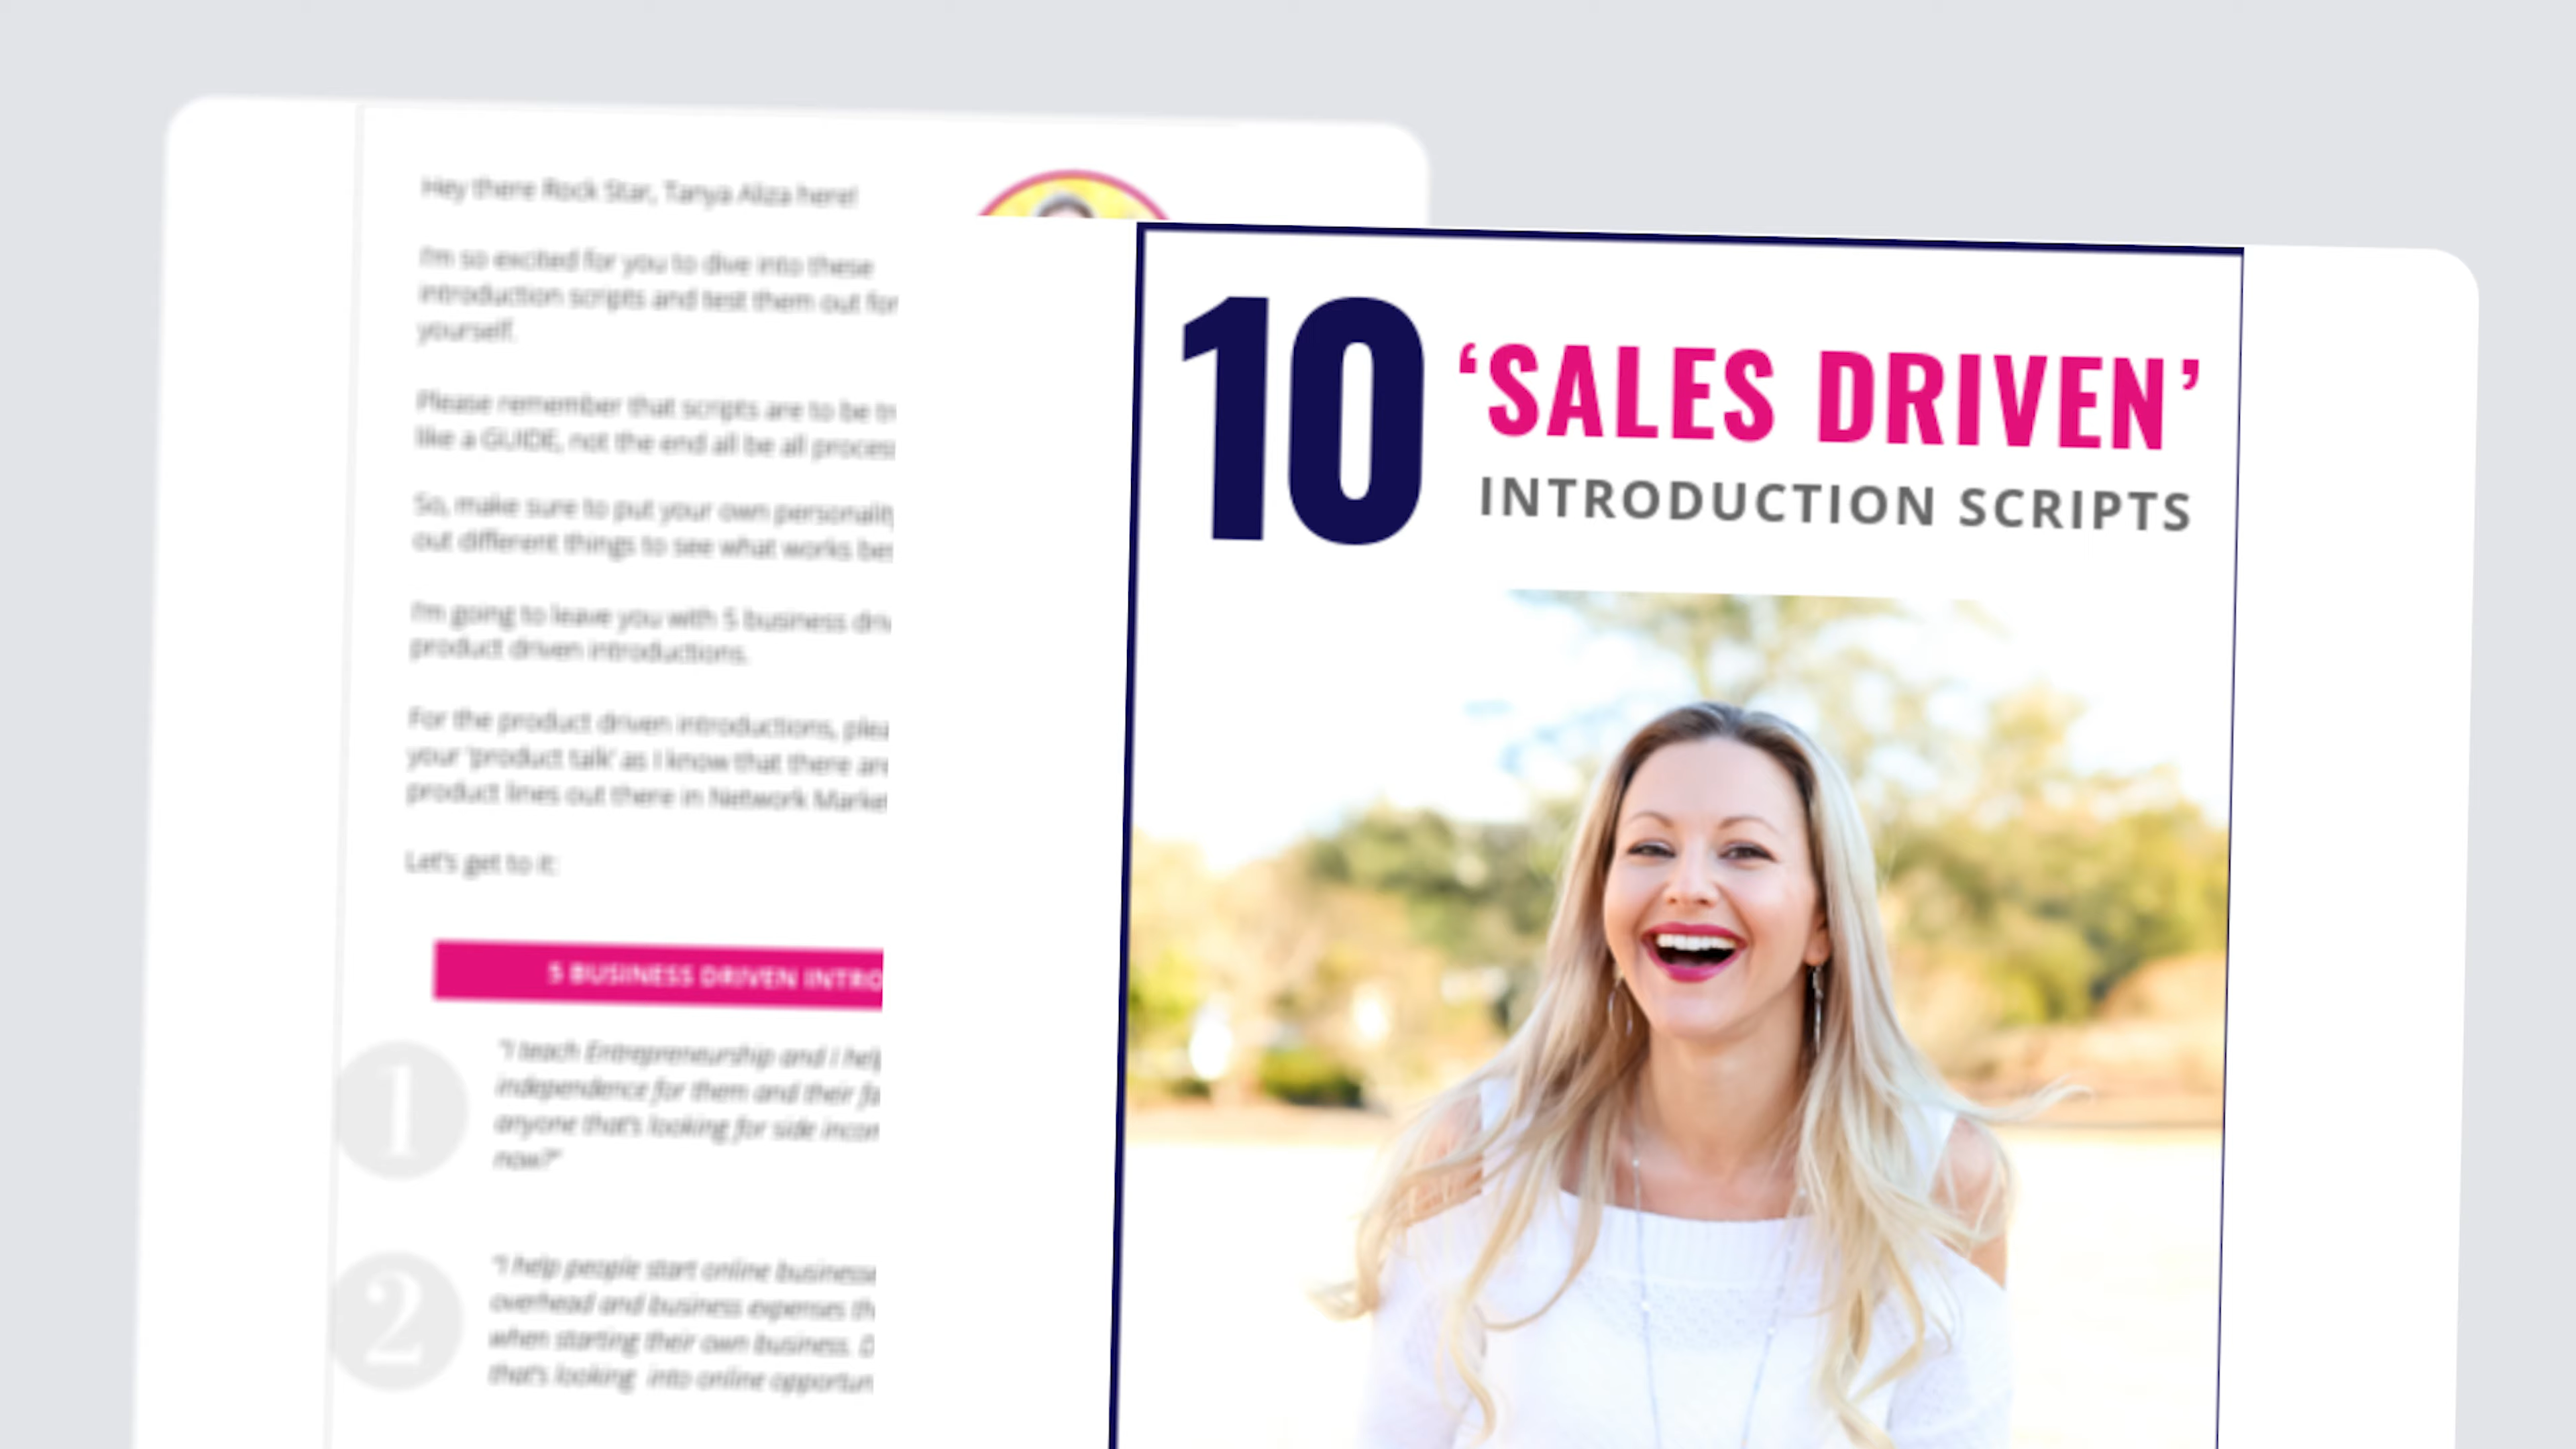 Hey there Rock Star, Tanya Aliza here!
I'm so excited for you to dive into these
introduction scripts and test them out for
yourself.
Please remember that scripts are to be
like a GUIDE, not the end all be all
So, make sure to put your own
out different things to see what works
I'm going to leave you with 5 business
product driven introductions.
For the product driven introductions,
your 'product talk' as I know that there
product lines out there in Network
Let's get to it:
5 BUSINESS DRIVEN
1
"I teach Entrepreneurship and I
independence for them and their
anyone that's looking for side
now?"
2
"I help people start online
overhead and business expenses
when starting their own business.
that's looking into online
10
'SALES DRIVEN'
INTRODUCTION SCRIPTS